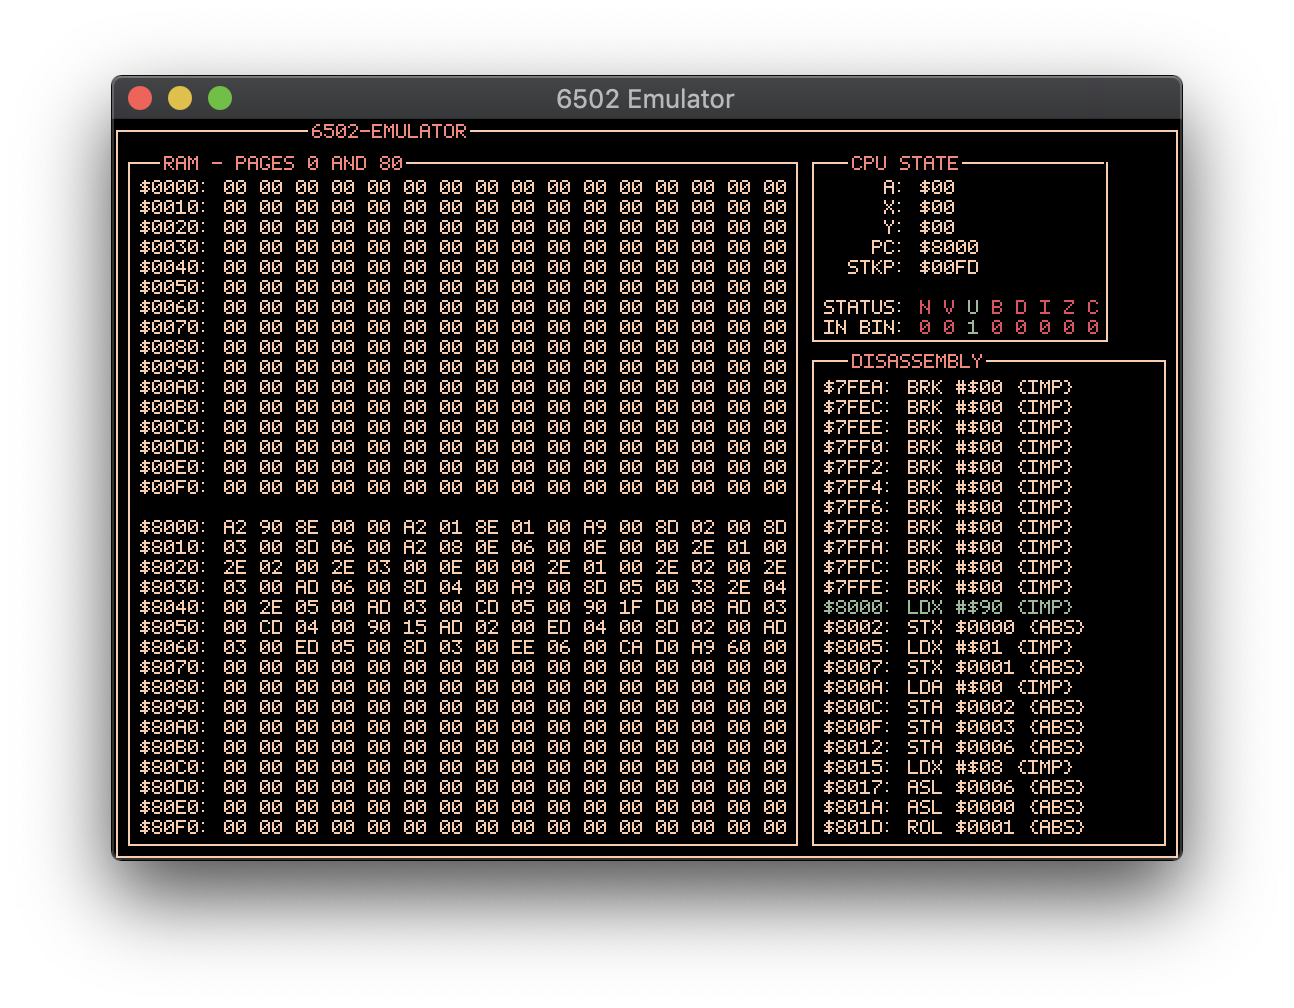 6502 Emulator
6502-EMULATOR
RAM - PAGES 0 AND 80
$0000: 00 00 00 00 00 00 00 00 00 00 00 00 00 00 00 00
$0010: 00 00 00 00 00 00 00 00 00 00 00 00 00 00 00 00
$0020: 00 00 00 00 00 00 00 00 00 00 00 00 00 00 00 00
$0030: 00 00 00 00 00 00 00 00 00 00 00 00 00 00 00 00
$0040: 00 00 00 00 00 00 00 00 00 00 00 00 00 00 00 00
$0050: 00 00 00 00 00 00 00 00 00 00 00 00 00 00 00 00
$0060: 00 00 00 00 00 00 00 00 00 00 00 00 00 00 00 00
$0070: 00 00 00 00 00 00 00 00 00 00 00 00 00 00 00 00
$0080: 00 00 00 00 00 00 00 00 00 00 00 00 00 00 00 00
$0090: 00 00 00 00 00 00 00 00 00 00 00 00 00 00 00 00
$00A0: 00 00 00 00 00 00 00 00 00 00 00 00 00 00 00 00
$00B0: 00 00 00 00 00 00 00 00 00 00 00 00 00 00 00 00
$00C0: 00 00 00 00 00 00 00 00 00 00 00 00 00 00 00 00
$00D0: 00 00 00 00 00 00 00 00 00 00 00 00 00 00 00 00
$00E0: 00 00 00 00 00 00 00 00 00 00 00 00 00 00 00 00
$00F0: 00 00 00 00 00 00 00 00 00 00 00 00 00 00 00 00
$8000: A2 90 8E 00 00 A2 01 8E 01 00 A9 00 8D 02 00 8D
$8010: 03 00 8D 06 00 A2 08 0E 06 00 0E 00 00 2E 01 00
$8020: 2E 02 00 2E 03 00 0E 00 00 2E 01 00 2E 02 00 2E
$8030: 03 00 AD 06 00 8D 04 00 A9 00 8D 05 00 38 2E 04
$8040: 00 2E 05 00 AD 03 00 CD 05 00 90 1F D0 08 AD 03
$8050: 00 CD 04 00 90 15 AD 02 00 ED 04 00 8D 02 00 AD
$8060: 03 00 ED 05 00 8D 03 00 EE 06 00 CA D0 A9 60 00
$8070: 00 00 00 00 00 00 00 00 00 00 00 00 00 00 00 00
$8080: 00 00 00 00 00 00 00 00 00 00 00 00 00 00 00 00
$8090: 00 00 00 00 00 00 00 00 00 00 00 00 00 00 00 00
$80A0: 00 00 00 00 00 00 00 00 00 00 00 00 00 00 00 00
$80B0: 00 00 00 00 00 00 00 00 00 00 00 00 00 00 00 00
$80C0: 00 00 00 00 00 00 00 00 00 00 00 00 00 00 00 00
$80D0: 00 00 00 00 00 00 00 00 00 00 00 00 00 00 00 00
$80E0: 00 00 00 00 00 00 00 00 00 00 00 00 00 00 00 00
$80F0: 00 00 00 00 00 00 00 00 00 00 00 00 00 00 00 00
CPU STATE
A: $00
X: $00
Y: $00
PC: $8000
STKP: $00FD
STATUS: N V U B D I Z C
IN BIN: 0 0 1 0 0 0 0 0
DISASSEMBLY
$7FEA: BRK #$00 {IMP}
$7FEC: BRK #$00 {IMP}
$7FEE: BRK #$00 {IMP}
$7FF0: BRK #$00 {IMP}
$7FF2: BRK #$00 {IMP}
$7FF4: BRK #$00 {IMP}
$7FF6: BRK #$00 {IMP}
$7FF8: BRK #$00 {IMP}
$7FFA: BRK #$00 {IMP}
$7FFC: BRK #$00 {IMP}
$7FFE: BRK #$00 {IMP}
$8000: LDX #$90 {IMP}
$8002: STX $0000 {ABS}
$8005: LDX #$01 {IMP}
$8007: STX $0001 {ABS}
$800A: LDA #$00 {IMP}
$800C: STA $0002 {ABS}
$800F: STA $0003 {ABS}
$8012: STA $0006 {ABS}
$8015: LDX #$08 {IMP}
$8017: ASL $0006 {ABS}
$801A: ASL $0000 {ABS}
$801D: ROL $0001 {ABS}